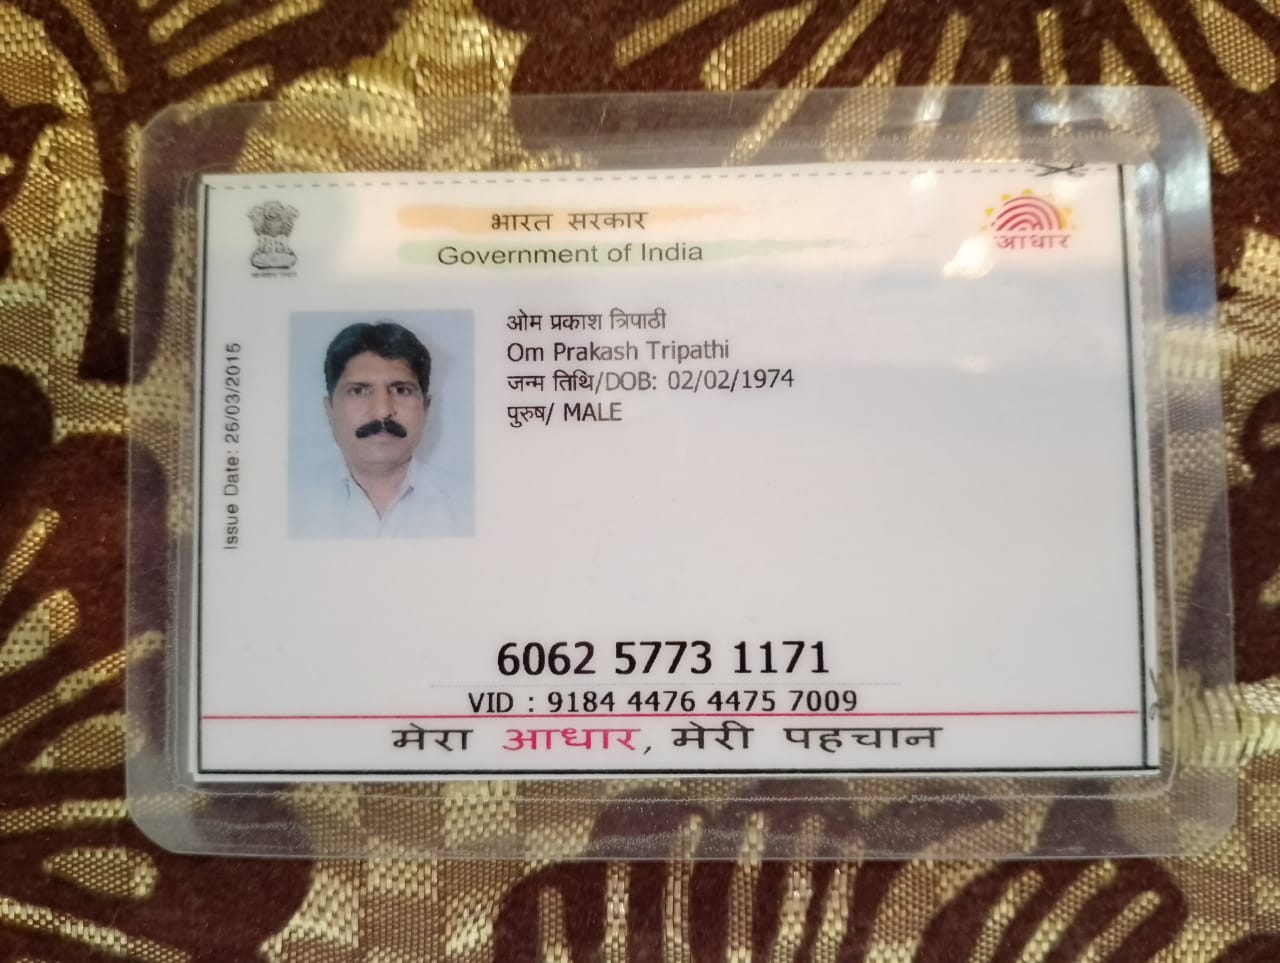 भारत सरकार
Government of India
आधार
Issue Date: 26/03/2015
ओम प्रकाश त्रिपाठी
Om Prakash Tripathi
जन्म तिथि/DOB: 02/02/1974
पुरुष/ MALE
6062 5773 1171
VID : 9184 4476 4475 7009
मेरा आधार, मेरी पहचान